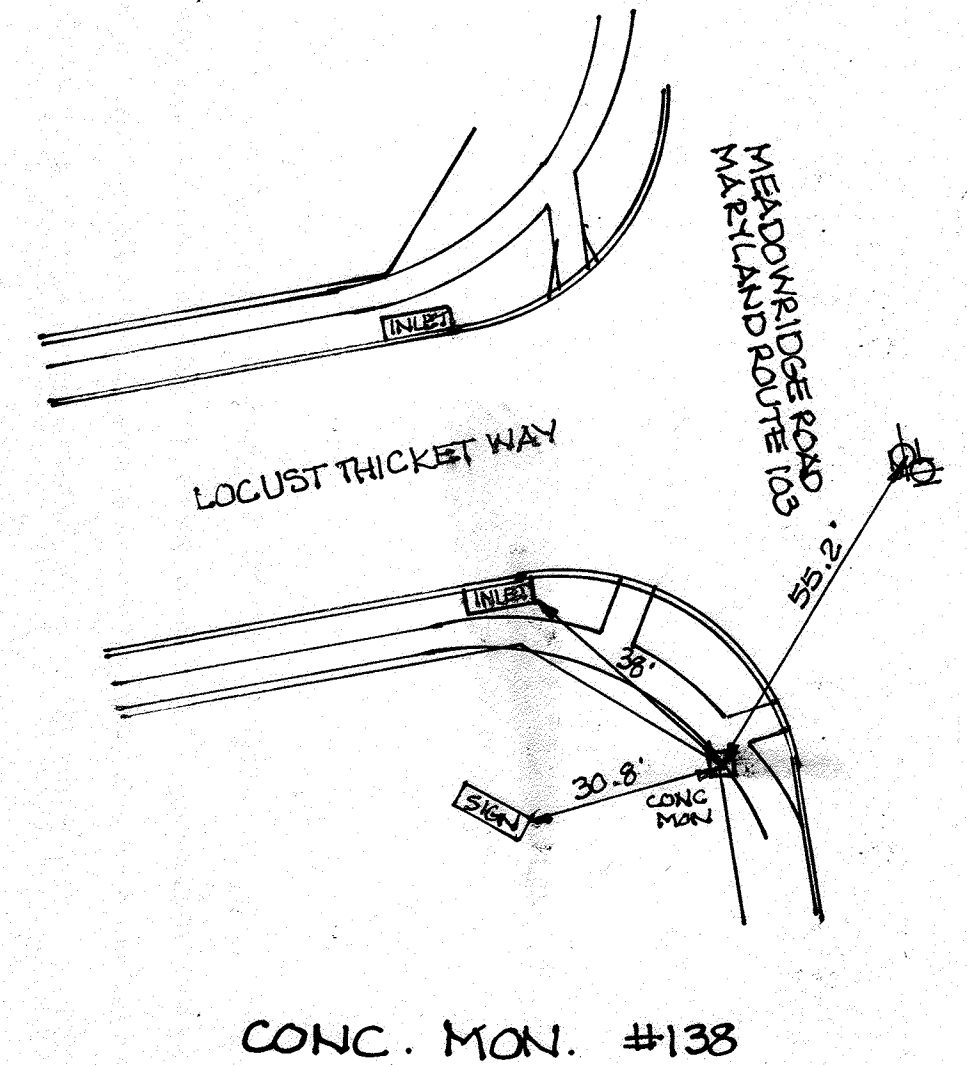 MEADOWRIDGE ROAD
MARYLAND ROUTE 103
INLET
LOCUST THICKET WAY
55.2'
INLET
38'
30.8'
SIGN
CONC
MON
CONC. MON. #138